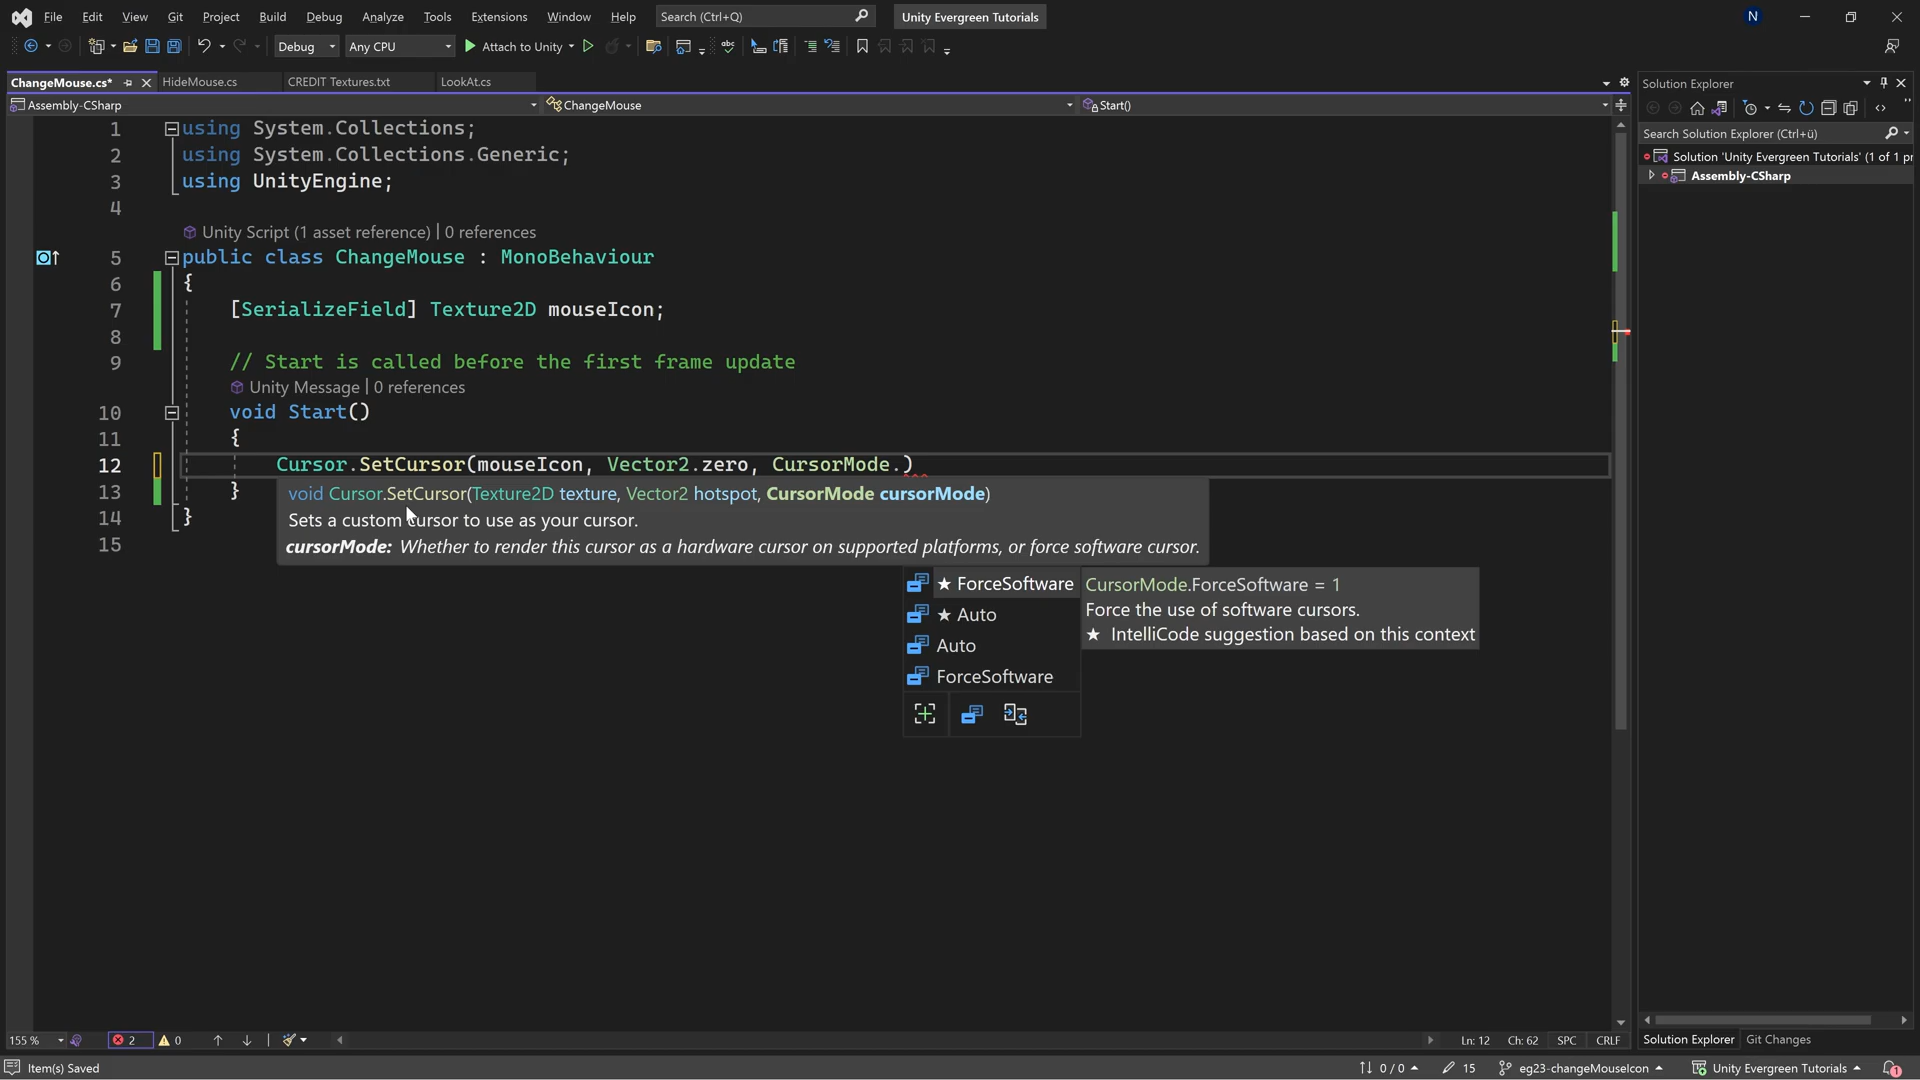 File Edit View Git Project Build Debug Analyze Tools Extensions Window Help Search (Ctrl+Q) Unity Evergreen Tutorials N
Debug Any CPU Attach to Unity
ChangeMouse.cs* HideMouse.cs CREDIT Textures.txt LookAt.cs
Assembly-CSharp ChangeMouse Start()
1 using System.Collections;
2 using System.Collections.Generic;
3 using UnityEngine;
4
Unity Script (1 asset reference) | 0 references
5 public class ChangeMouse : MonoBehaviour
6 {
7 [SerializeField] Texture2D mouseIcon;
8
9 // Start is called before the first frame update
Unity Message | 0 references
10 void Start()
11 {
12 Cursor.SetCursor(mouseIcon, Vector2.zero, CursorMode.)
13 }
14 }
15
void Cursor.SetCursor(Texture2D texture, Vector2 hotspot, CursorMode cursorMode)
Sets a custom cursor to use as your cursor.
cursorMode: Whether to render this cursor as a hardware cursor on supported platforms, or force software cursor.
★ ForceSoftware
★ Auto
Auto
ForceSoftware
CursorMode.ForceSoftware = 1
Force the use of software cursors.
★ IntelliCode suggestion based on this context
Solution Explorer
Search Solution Explorer (Ctrl+ü)
Solution 'Unity Evergreen Tutorials' (1 of 1 pr
Assembly-CSharp
155 % 2 0 Ln: 12 Ch: 62 SPC CRLF
Solution Explorer Git Changes
Item(s) Saved 0 / 0 15 eg23-changeMouseIcon Unity Evergreen Tutorials 1